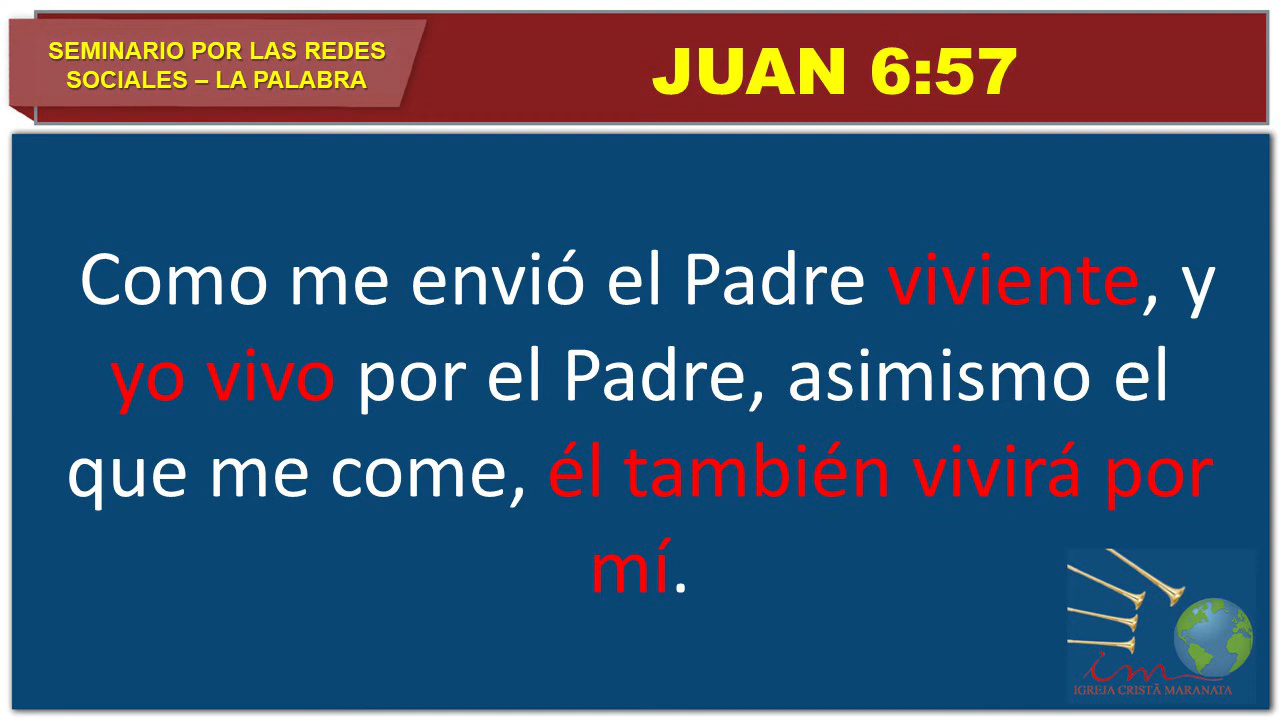 SEMINARIO POR LAS REDES
SOCIALES – LA PALABRA
JUAN 6:57
Como me envió el Padre viviente, y
yo vivo por el Padre, asimismo el
que me come, él también vivirá por
mí.
im
IGREJA CRISTÃ MARANATA